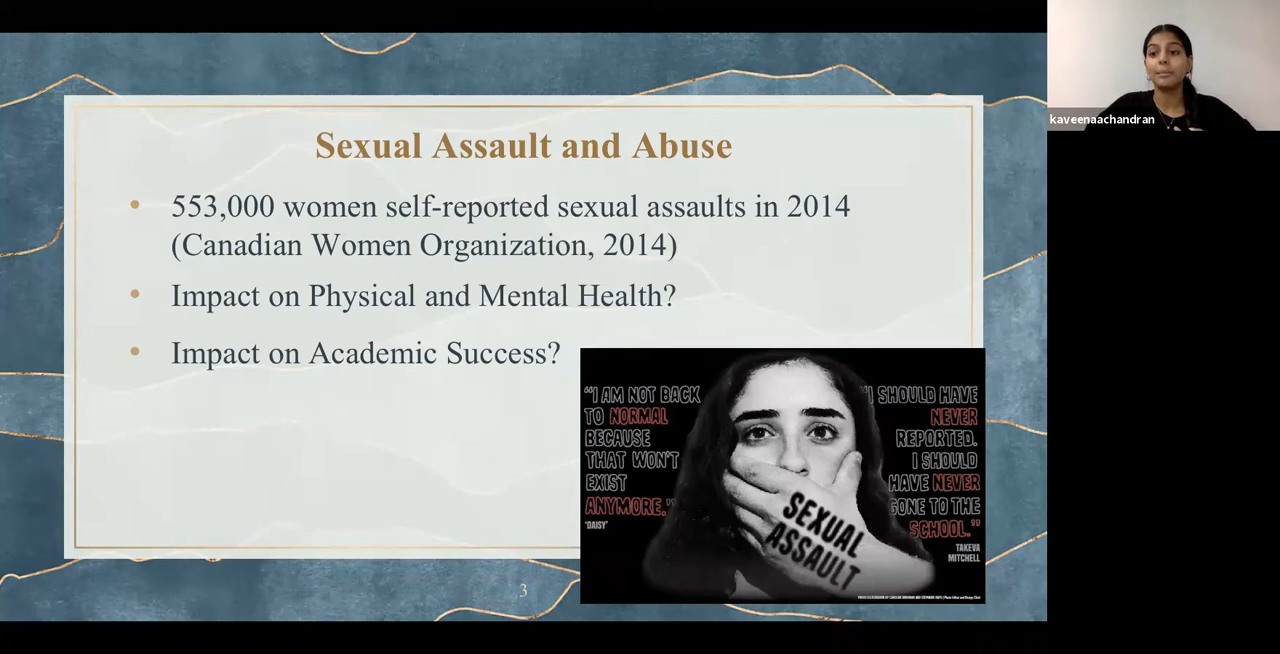 Sexual Assault and Abuse
• 553,000 women self-reported sexual assaults in 2014
(Canadian Women Organization, 2014)
• Impact on Physical and Mental Health?
• Impact on Academic Success?
"I AM NOT BACK
TO NORMAL
BECAUSE
THAT WON'T
EXIST
ANYMORE."
'DAISY'
"I SHOULD HAVE
NEVER
REPORTED.
I SHOULD
HAVE NEVER
GONE TO THE
SCHOOL."
TAKEVA
MITCHELL
SEXUAL
ASSAULT
3
kaveenaachandran